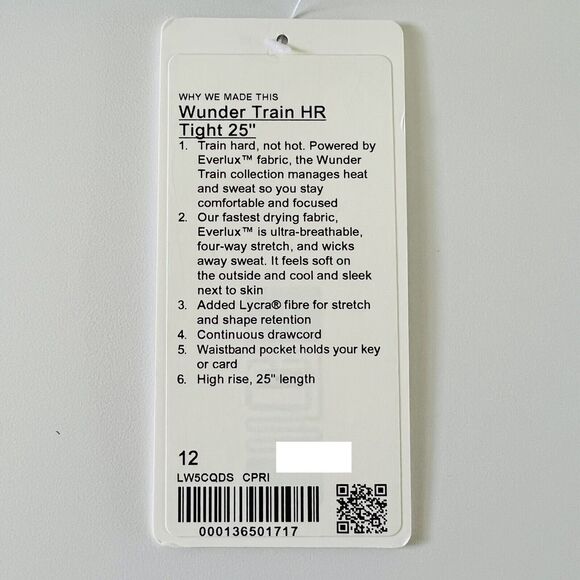 WHY WE MADE THIS
Wunder Train HR
Tight 25"
1. Train hard, not hot. Powered by
Everlux™ fabric, the Wunder
Train collection manages heat
and sweat so you stay
comfortable and focused
2. Our fastest drying fabric,
Everlux™ is ultra-breathable,
four-way stretch, and wicks
away sweat. It feels soft on
the outside and cool and sleek
next to skin
3. Added Lycra® fibre for stretch
and shape retention
4. Continuous drawcord
5. Waistband pocket holds your key
or card
6. High rise, 25" length
12
LW5CQDS CPRI
000136501717